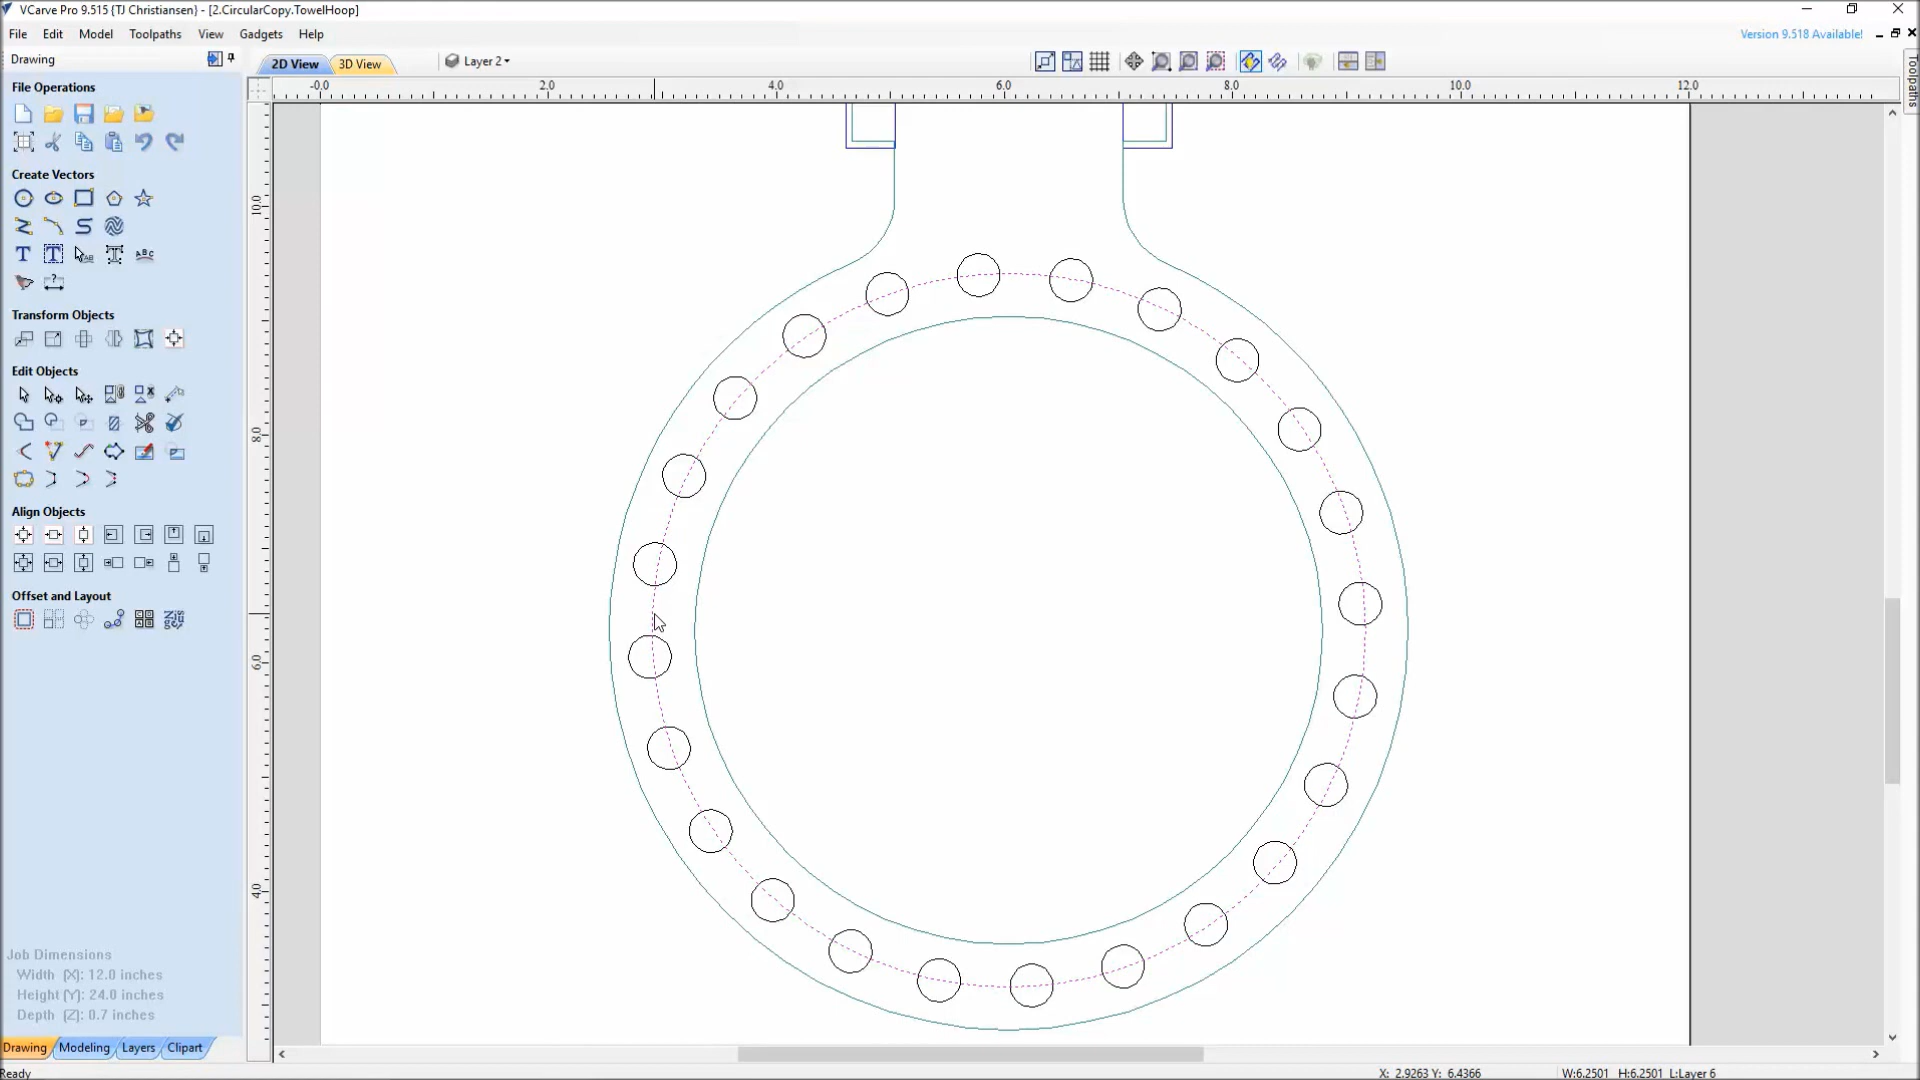 VCarve Pro 9.515 {TJ Christiansen} - [2.CircularCopy.TowelHoop]
File Edit Model Toolpaths View Gadgets Help
Version 9.518 Available!
Drawing
2D View
3D View
Layer 2
Toolpaths
File Operations
-0.0 2.0 4.0 6.0 8.0 10.0 12.0
10.0
8.0
6.0
4.0
Create Vectors
Transform Objects
Edit Objects
Align Objects
Offset and Layout
Job Dimensions
Width (X): 12.0 inches
Height (Y): 24.0 inches
Depth (Z): 0.7 inches
Drawing Modeling Layers Clipart
Ready
X: 2.9263 Y: 6.4366
W:6.2501 H:6.2501 L:Layer 6